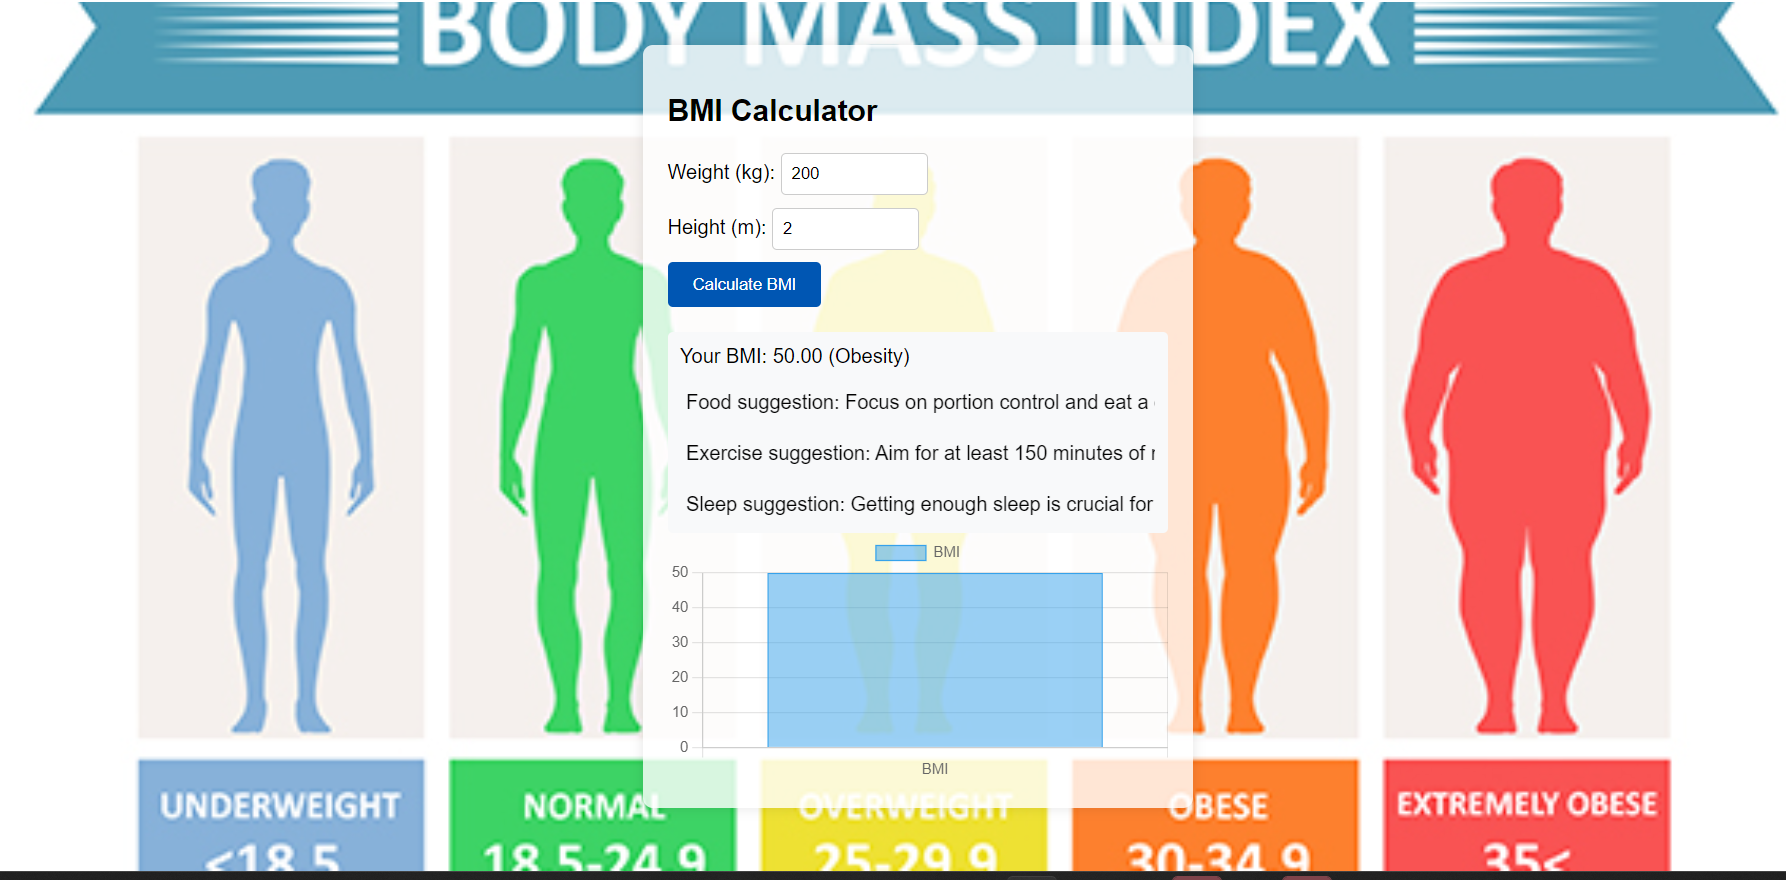 BODY MASS INDEX
BMI Calculator
Weight (kg): 200
Height (m): 2
Calculate BMI
Your BMI: 50.00 (Obesity)
Food suggestion: Focus on portion control and eat a
Exercise suggestion: Aim for at least 150 minutes of
Sleep suggestion: Getting enough sleep is crucial for
BMI
50
40
30
20
10
0
BMI
UNDERWEIGHT
<18.5
NORMAL
18.5-24.9
OVERWEIGHT
25-29.9
OBESE
30-34.9
EXTREMELY OBESE
35<